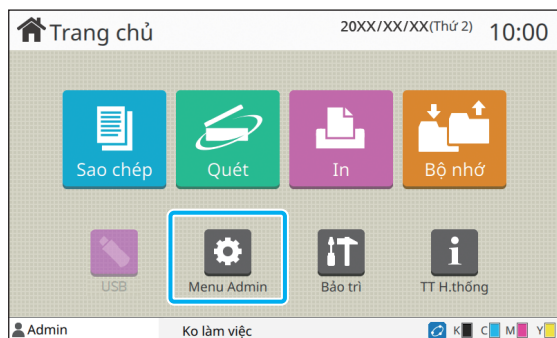 Trang chủ
20XX/XX/XX(Thứ 2) 10:00
Sao chép
Quét
In
Bộ nhớ
USB
Menu Admin
Bảo trì
TT H.thống
Admin
Ko làm việc
K C M Y